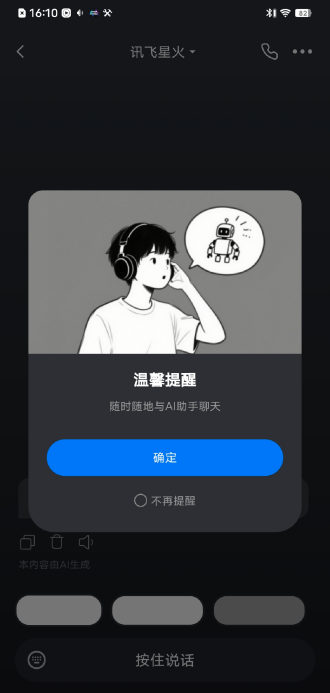 16:10
82
讯飞星火
温馨提醒
随时随地与AI助手聊天
确定
不再提醒
本内容由AI生成
按住说话